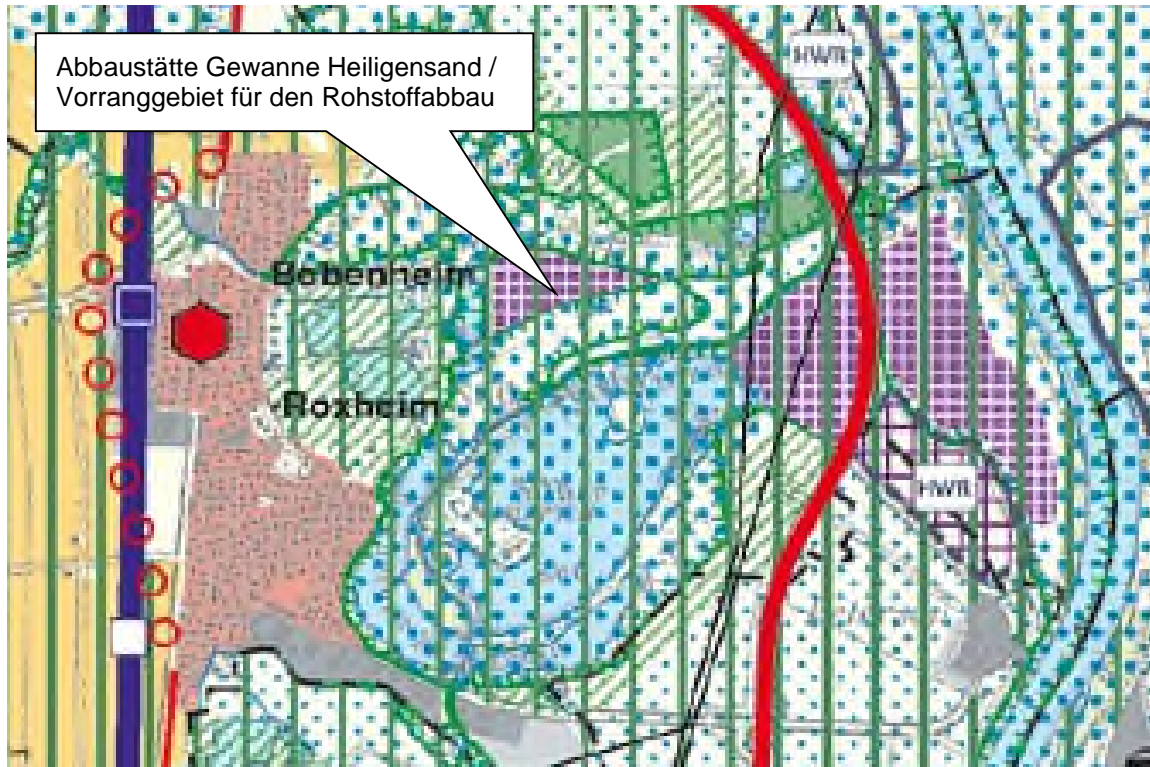 Abbaustätte Gewanne Heiligensand /
Vorranggebiet für den Rohstoffabbau
HWR
Bobenheim
-Roxheim
HWR